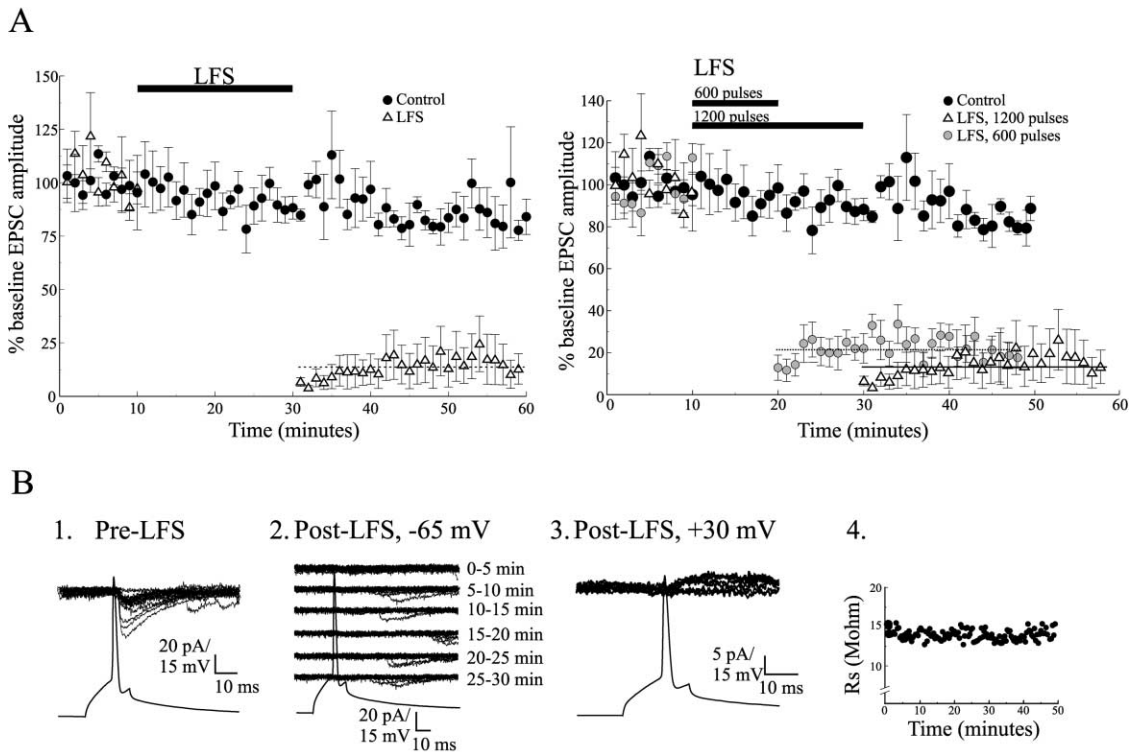 A
LFS
Control
LFS
% baseline EPSC amplitude
150
125
100
75
50
25
0
0 10 20 30 40 50 60
Time (minutes)
LFS
600 pulses
1200 pulses
Control
LFS, 1200 pulses
LFS, 600 pulses
% baseline EPSC amplitude
140
120
100
80
60
40
20
0
0 10 20 30 40 50 60
Time (minutes)
B
1. Pre-LFS
20 pA/
15 mV
10 ms
2. Post-LFS, -65 mV
0-5 min
5-10 min
10-15 min
15-20 min
20-25 min
25-30 min
20 pA/
15 mV
10 ms
3. Post-LFS, +30 mV
5 pA/
15 mV
10 ms
4.
Rs (Mohm)
20
15
10
0 10 20 30 40 50
Time (minutes)